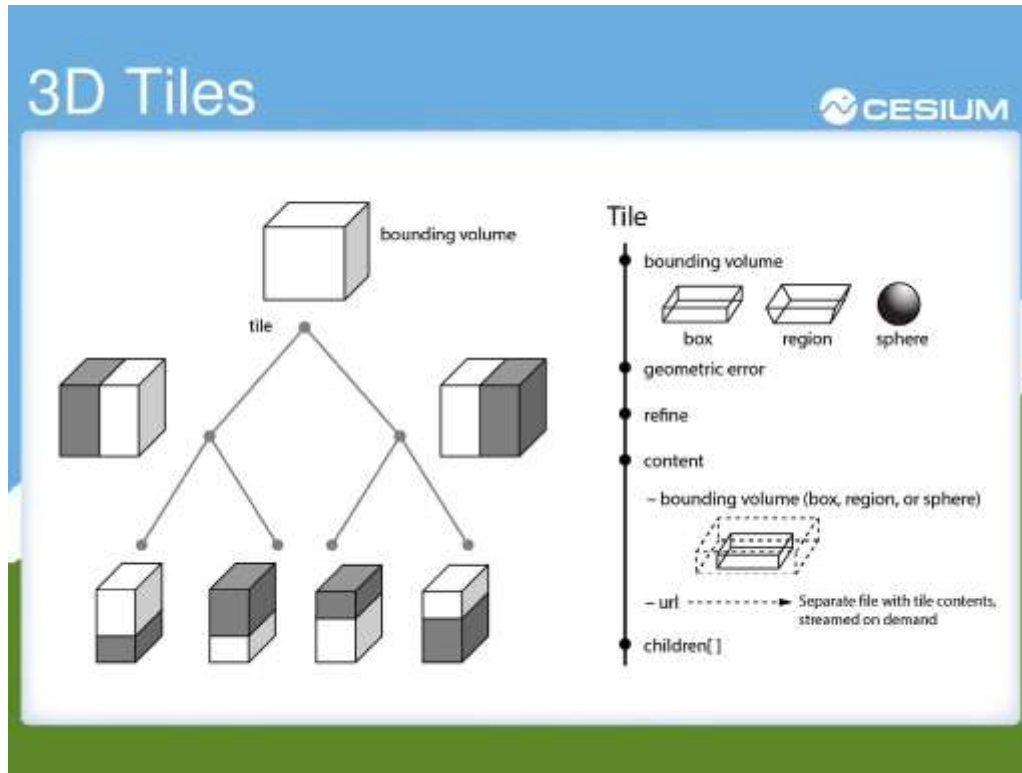 3D Tiles
CESIUM
bounding volume
tile
Tile
bounding volume
box
region
sphere
geometric error
refine
content
– bounding volume (box, region, or sphere)
– url
Separate file with tile contents,
streamed on demand
children[ ]